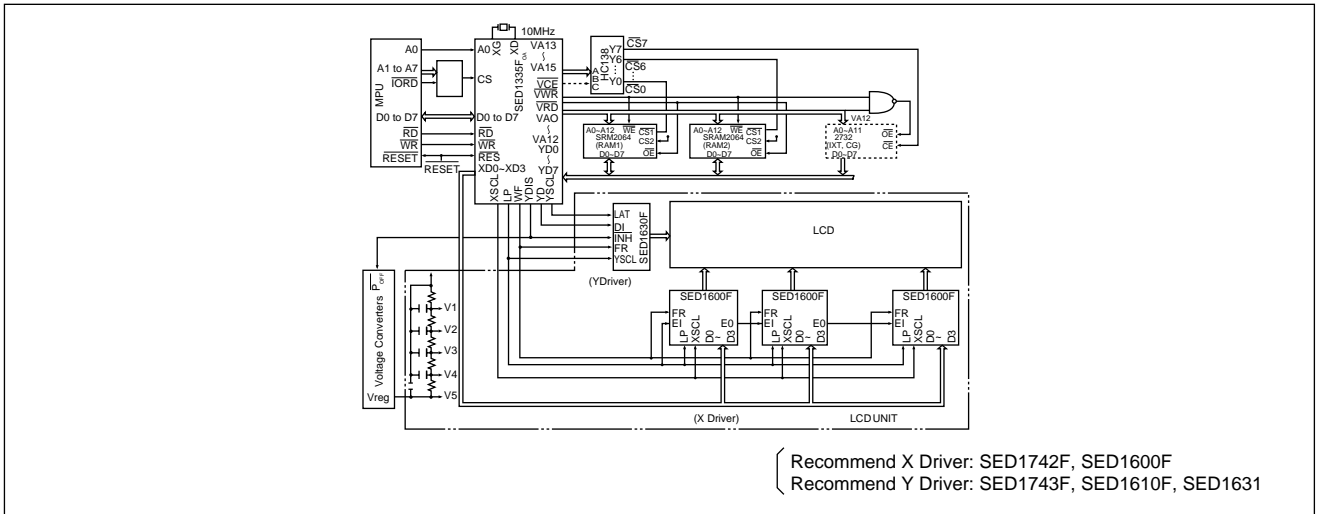 10MHz
MPU
A0
A1 to A7
IORD
D0 to D7
RD
WR
RESET
RESET
SED1335F0A
A0
XG
XD
CS
D0 to D7
RD
WR
RES
XD0~XD3
XSCL
LP
WF
YDIS
YD
YSCL
VA13
~
VA15
VCE
VWR
VRD
VAO
~
VA12
YD0
~
YD7
HC138
A
B
C
Y7
Y6
Y0
CS7
CS6
CS0
A0~A12
WE
SRM2064
(RAM1)
D0~D7
CS1
CS2
OE
A0~A12
WE
SRAM2064
(RAM2)
D0~D7
CS1
CS2
OE
VA12
A0~A11
2732
(IXT, CG)
D0~D7
OE
CE
LAT
DI
INH
FR
YSCL
SED1630F
(YDriver)
LCD
Voltage Converters
POFF
Vreg
V1
V2
V3
V4
V5
SED1600F
FR
EI
E0
LP
XSCL
D0
~
D3
SED1600F
FR
EI
E0
LP
XSCL
D0
~
D3
SED1600F
FR
EI
LP
XSCL
D0
~
D3
(X Driver)
LCD UNIT
Recommend X Driver: SED1742F, SED1600F
Recommend Y Driver: SED1743F, SED1610F, SED1631